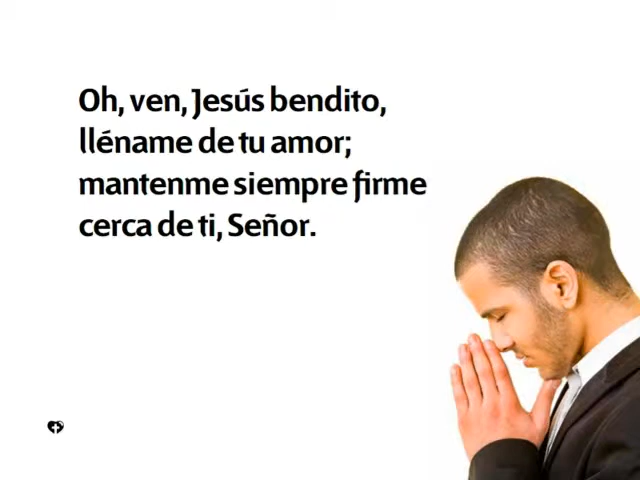 Oh, ven, Jesús bendito,
lléname de tu amor;
mantenme siempre firme
cerca de ti, Señor.